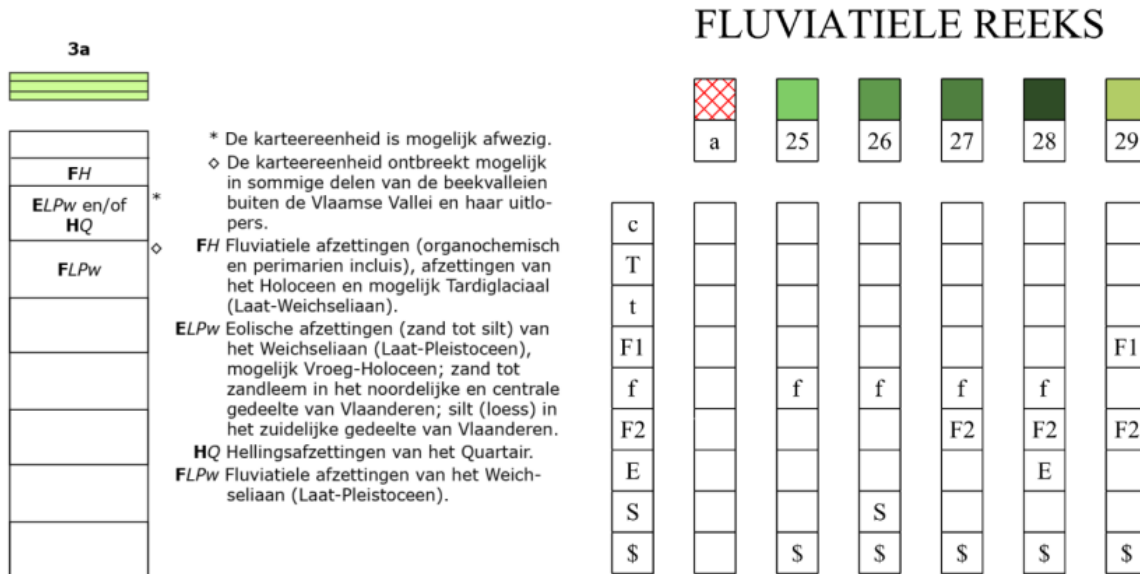 3a
FH
ELPw en/of
HQ
*
◇
FLPw
* De karteereenheid is mogelijk afwezig.
◇ De karteereenheid ontbreekt mogelijk
in sommige delen van de beekvalleien
buiten de Vlaamse Vallei en haar uitlo-
pers.
FH Fluviatiele afzettingen (organochemisch
en perimarien incluis), afzettingen van
het Holoceen en mogelijk Tardiglaciaal
(Laat-Weichseliaan).
ELPw Eolische afzettingen (zand tot silt) van
het Weichseliaan (Laat-Pleistoceen),
mogelijk Vroeg-Holoceen; zand tot
zandleem in het noordelijke en centrale
gedeelte van Vlaanderen; silt (loess) in
het zuidelijke gedeelte van Vlaanderen.
HQ Hellingsafzettingen van het Quartair.
FLPw Fluviatiele afzettingen van het Weich-
seliaan (Laat-Pleistoceen).
FLUVIATIELE REEKS
a 25 26 27 28 29
c
T
t
F1 F1
f f f f f
F2 F2 F2 F2
E E
S S
$ $ $ $ $ $